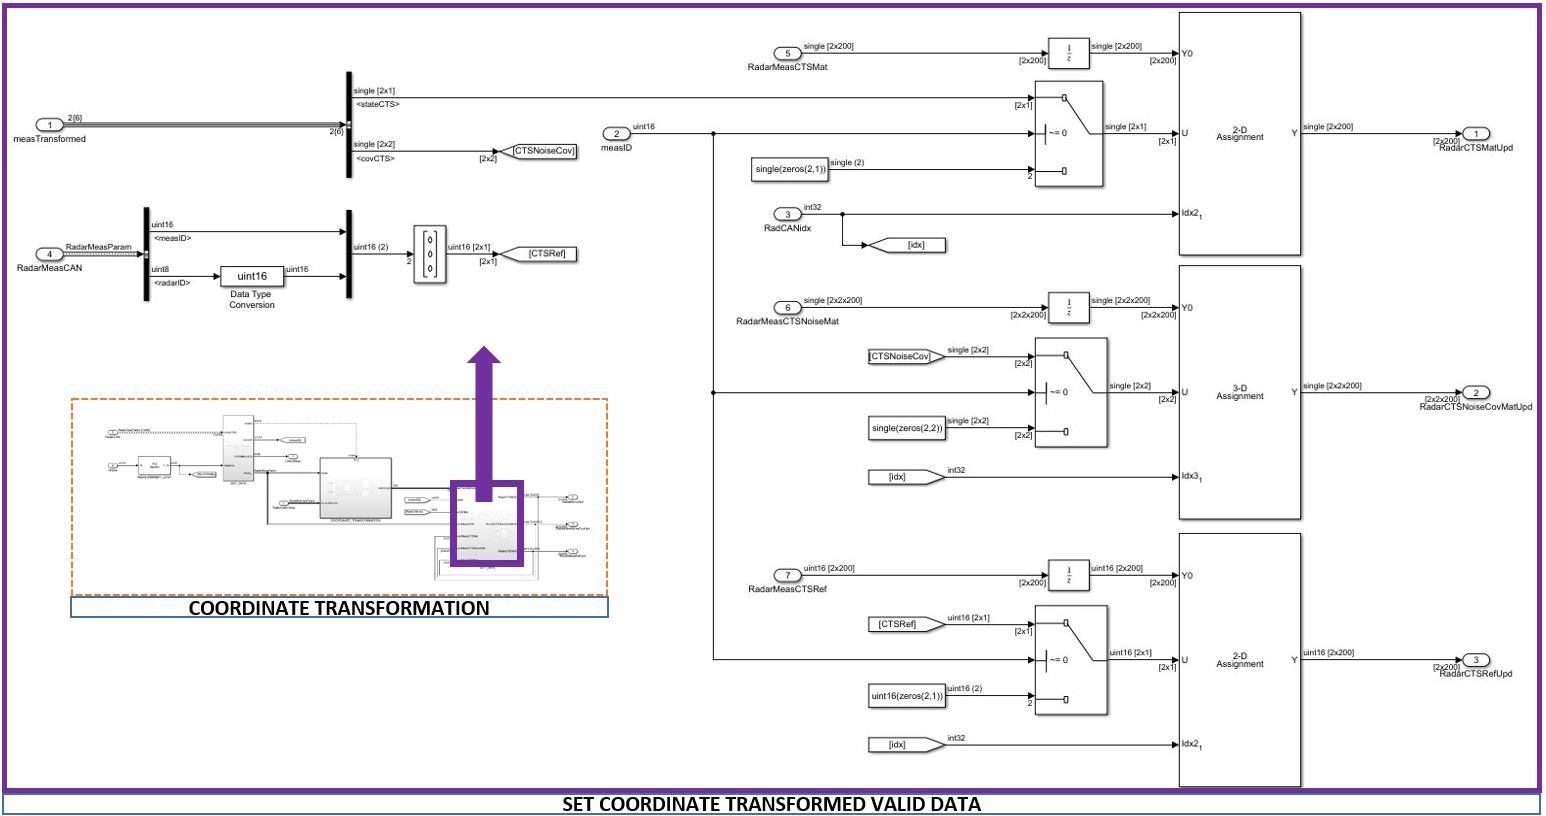 5
RadarMeasCTSMat
single [2x200]
[2x200]
1
z
single [2x200]
[2x200]
Y0
1
measTransformed
2{6}
2{6}
single [2x1]
<stateCTS>
[2x1]
single [2x2]
<covCTS>
[2x2]
[CTSNoiseCov]
2
measID
uint16
~= 0
single(zeros(2,1))
single (2)
2
single [2x1]
[2x1]
U
2-D
Assignment
Y
single [2x200]
[2x200]
1
RadarCTSMatUpd
3
RadCANidx
int32
[idx]
Idx2
1
4
RadarMeasCAN
RadarMeasParam
uint16
<measID>
uint8
<radarID>
uint16
Data Type
Conversion
uint16
uint16 (2)
2
uint16 [2x1]
[2x1]
[CTSRef]
6
RadarMeasCTSNoiseMat
single [2x2x200]
[2x2x200]
1
z
single [2x2x200]
[2x2x200]
Y0
[CTSNoiseCov]
single [2x2]
[2x2]
~= 0
single(zeros(2,2))
single [2x2]
[2x2]
single [2x2]
[2x2]
U
3-D
Assignment
Y
single [2x2x200]
[2x2x200]
2
RadarCTSNoiseCovMatUpd
[idx]
int32
Idx3
1
COORDINATE TRANSFORMATION
7
RadarMeasCTSRef
uint16 [2x200]
[2x200]
1
z
uint16 [2x200]
[2x200]
Y0
[CTSRef]
uint16 [2x1]
[2x1]
~= 0
uint16(zeros(2,1))
uint16 (2)
2
uint16 [2x1]
[2x1]
U
2-D
Assignment
Y
uint16 [2x200]
[2x200]
3
RadarCTSRefUpd
[idx]
int32
Idx2
1
SET COORDINATE TRANSFORMED VALID DATA